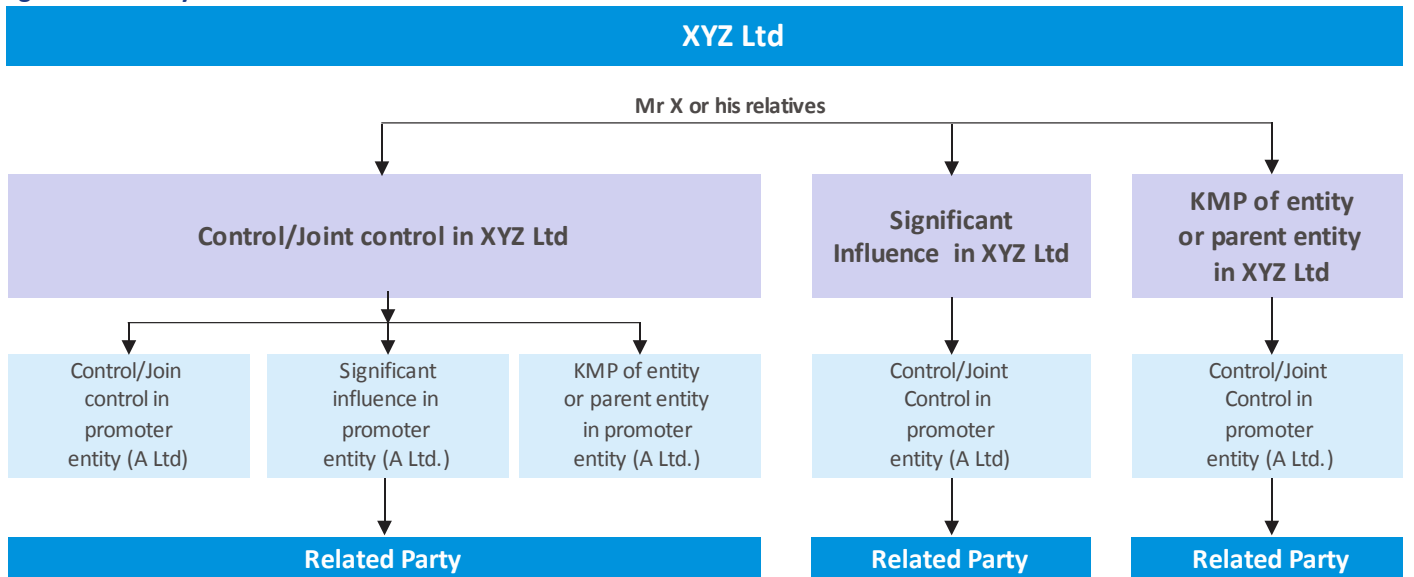 XYZ Ltd
Mr X or his relatives
Control/Joint control in XYZ Ltd
Significant
Influence in XYZ Ltd
KMP of entity
or parent entity
in XYZ Ltd
Control/Join
control in
promoter
entity (A Ltd)
Significant
influence in
promoter
entity (A Ltd.)
KMP of entity
or parent entity
in promoter
entity (A Ltd.)
Control/Joint
Control in
promoter
entity (A Ltd)
Control/Joint
Control in
promoter
entity (A Ltd.)
Related Party
Related Party
Related Party